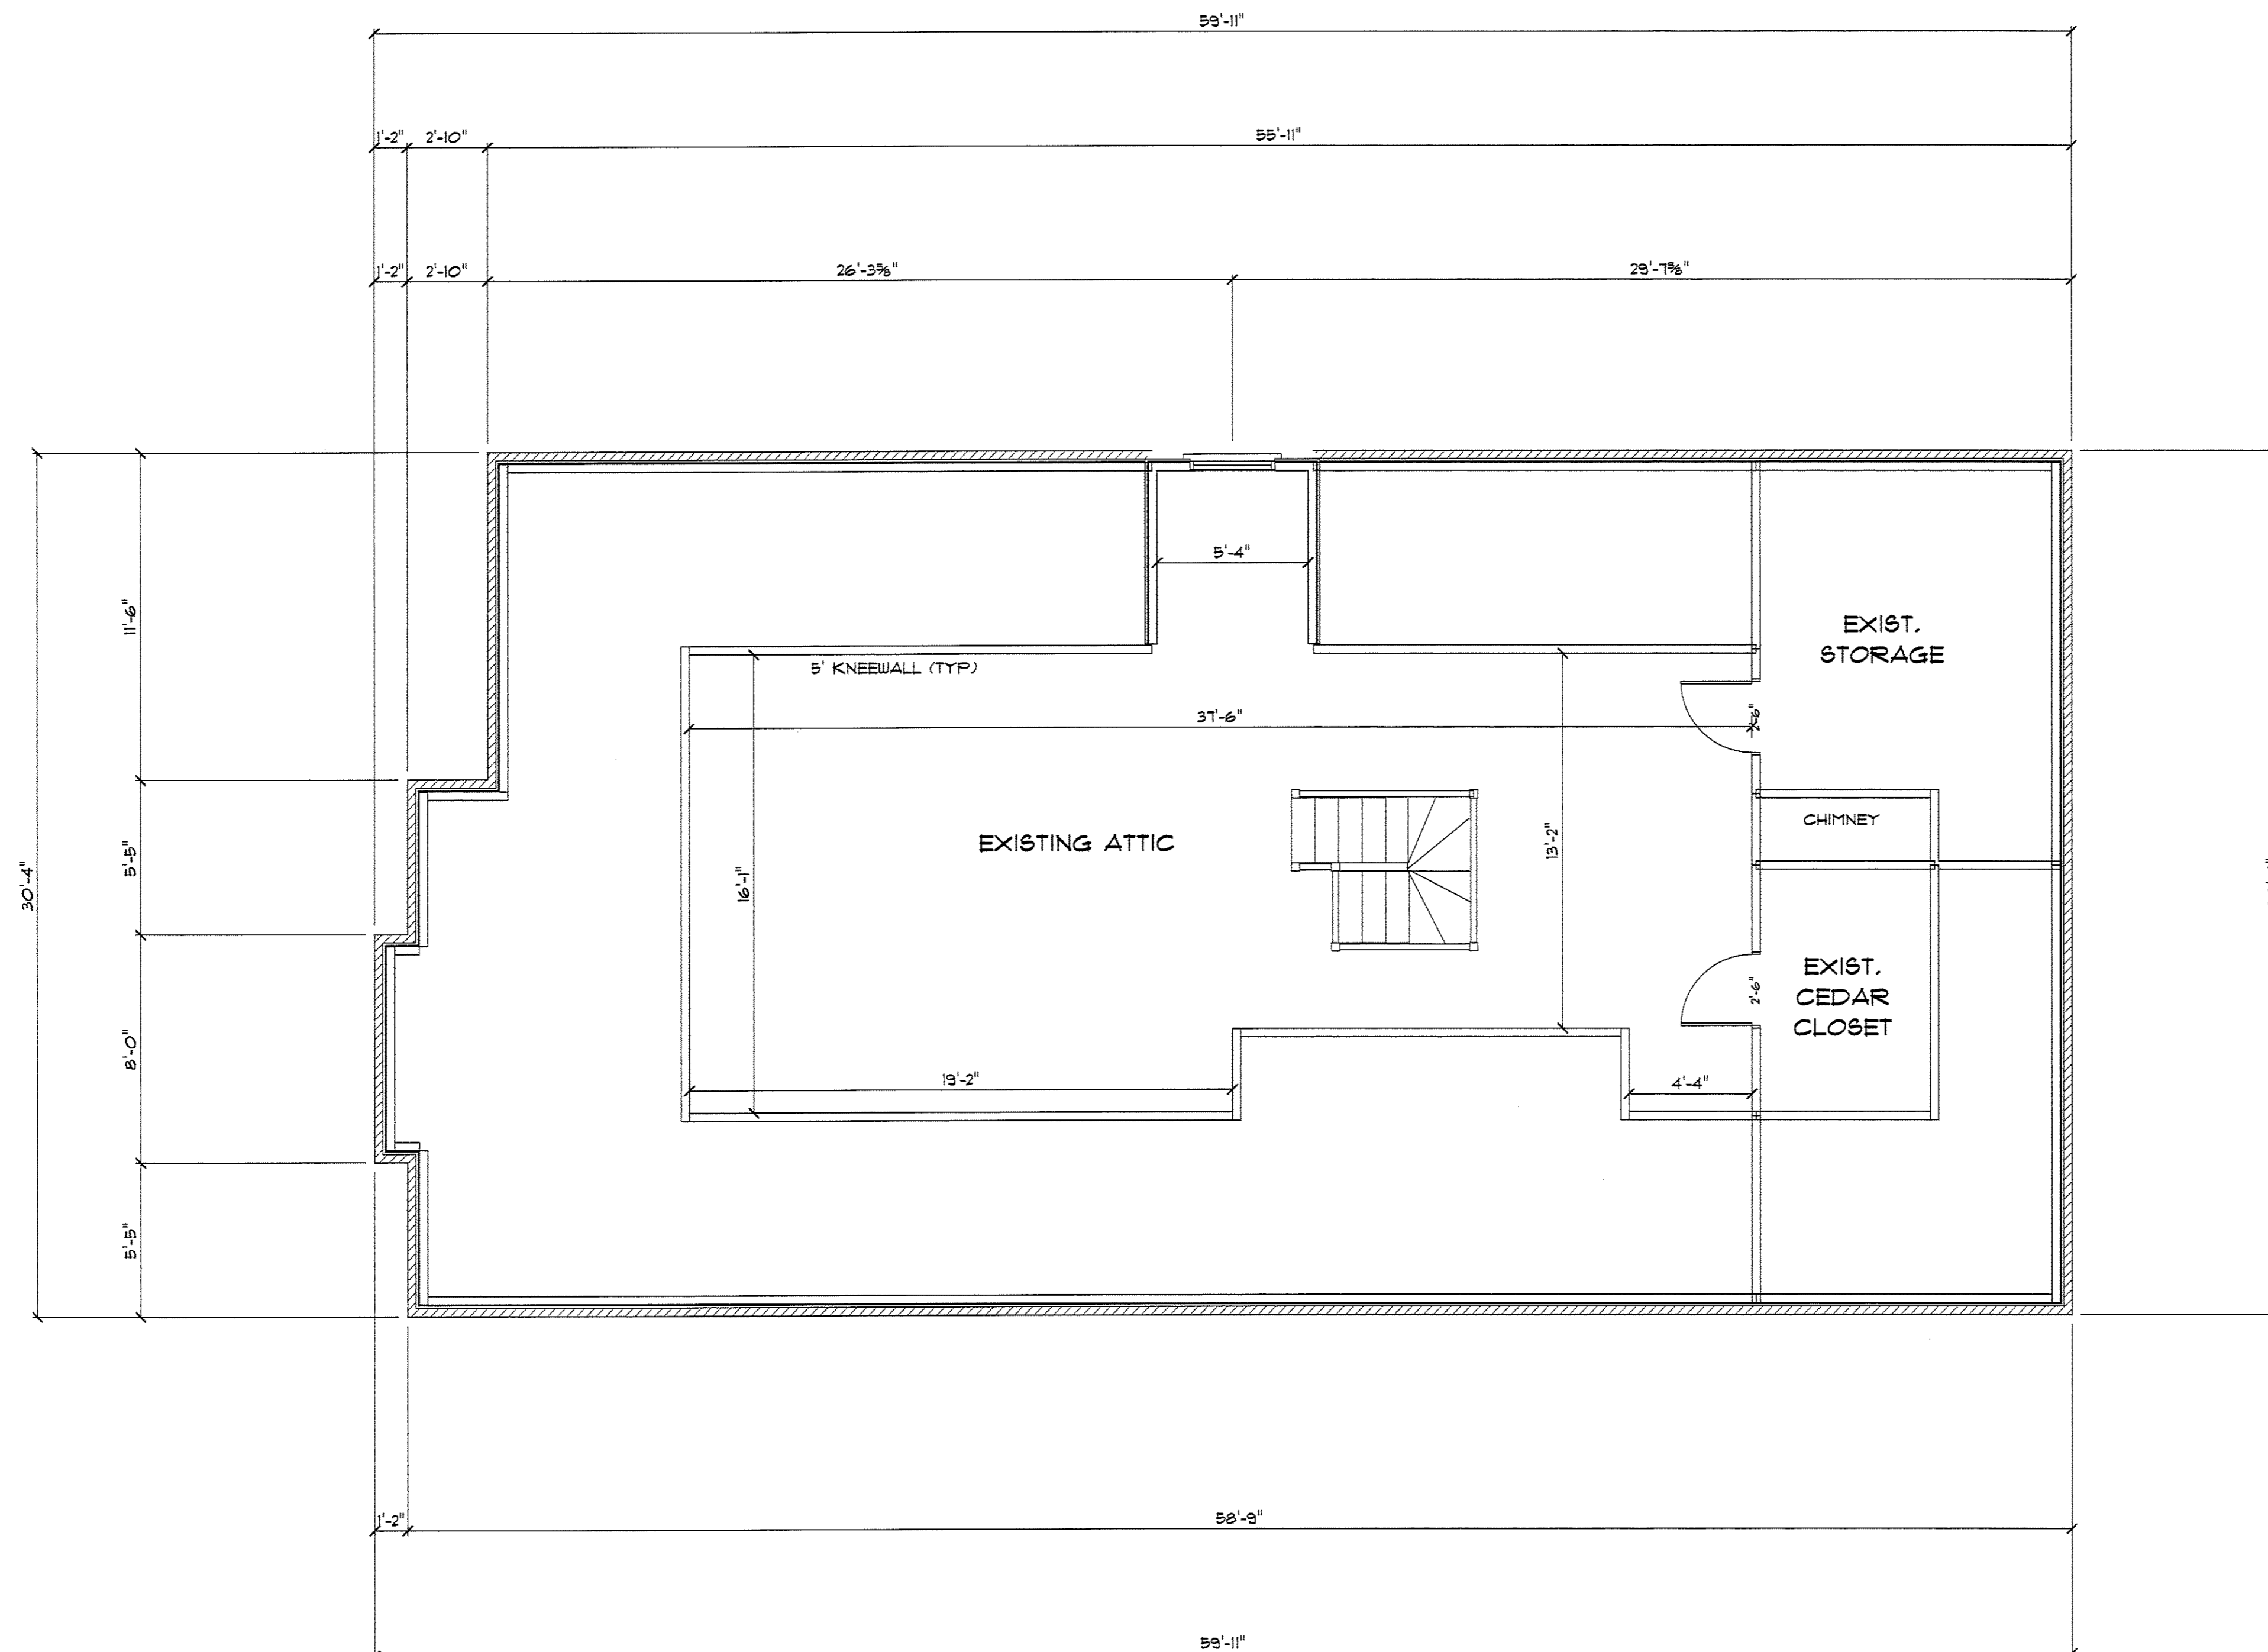 59'-11"
1'-2" 2'-10" 55'-11"
1'-2" 2'-10" 26'-3⅝" 29'-7⅜"
5'-4"
11'-6"
EXIST.
STORAGE
5' KNEEWALL (TYP.)
37'-6"
2'-6"
CHIMNEY
EXISTING ATTIC
13'-2"
5'-5"
30'-4"
16'-1"
EXIST.
CEDAR
CLOSET
2'-6"
8'-0"
19'-2"
4'-4"
5'-5"
1'-2" 58'-9"
59'-11"